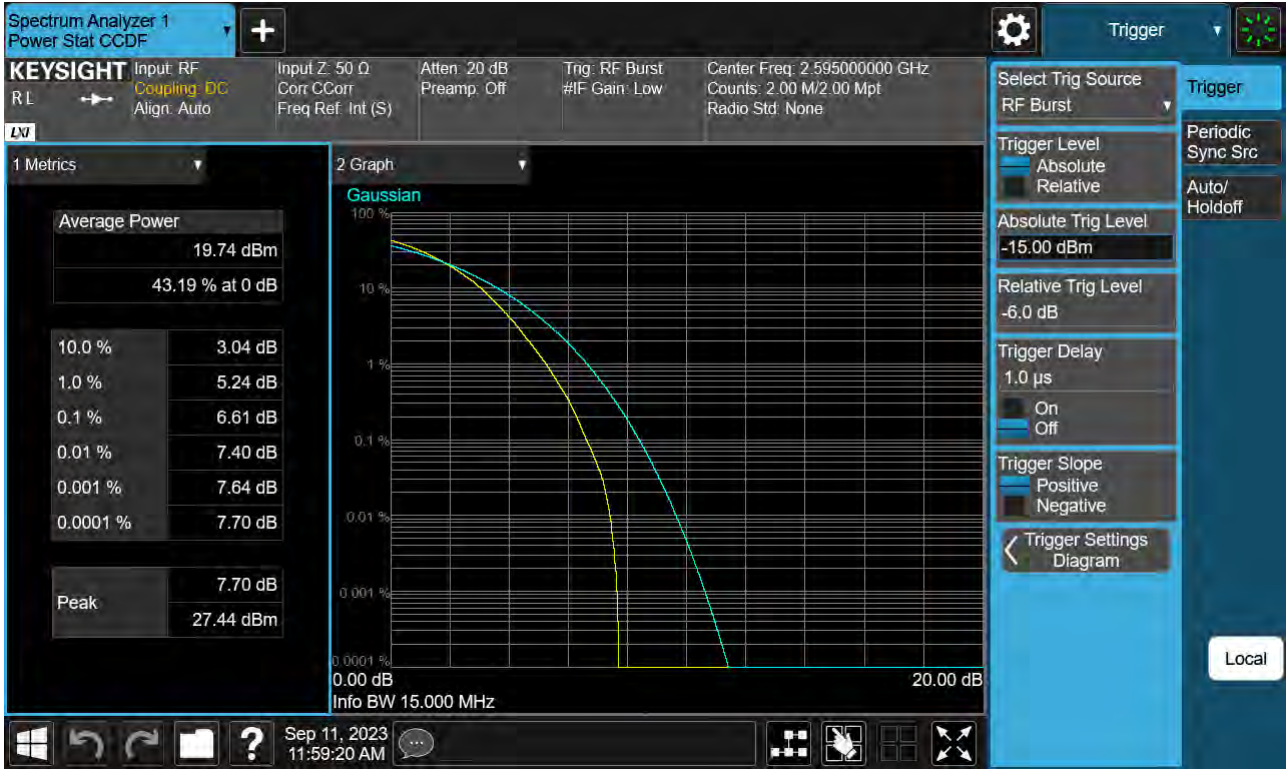 Spectrum Analyzer 1
Power Stat CCDF
+
Trigger
KEYSIGHT
R L
LXI
Input: RF
Coupling: DC
Align: Auto
Input Z: 50 Ω
Corr CCorr
Freq Ref: Int (S)
Atten: 20 dB
Preamp: Off
Trig: RF Burst
#IF Gain: Low
Center Freq: 2.595000000 GHz
Counts: 2.00 M/2.00 Mpt
Radio Std: None
1 Metrics
Average Power
19.74 dBm
43.19 % at 0 dB
10.0 % 3.04 dB
1.0 % 5.24 dB
0.1 % 6.61 dB
0.01 % 7.40 dB
0.001 % 7.64 dB
0.0001 % 7.70 dB
Peak
7.70 dB
27.44 dBm
2 Graph
Gaussian
100 %
10 %
1 %
0.1 %
0.01 %
0.001 %
0.0001 %
0.00 dB 20.00 dB
Info BW 15.000 MHz
Select Trig Source
RF Burst
Trigger Level
Absolute
Relative
Absolute Trig Level
-15.00 dBm
Relative Trig Level
-6.0 dB
Trigger Delay
1.0 µs
On
Off
Trigger Slope
Positive
Negative
Trigger Settings
Diagram
Trigger
Periodic
Sync Src
Auto/
Holdoff
Local
?
Sep 11, 2023
11:59:20 AM